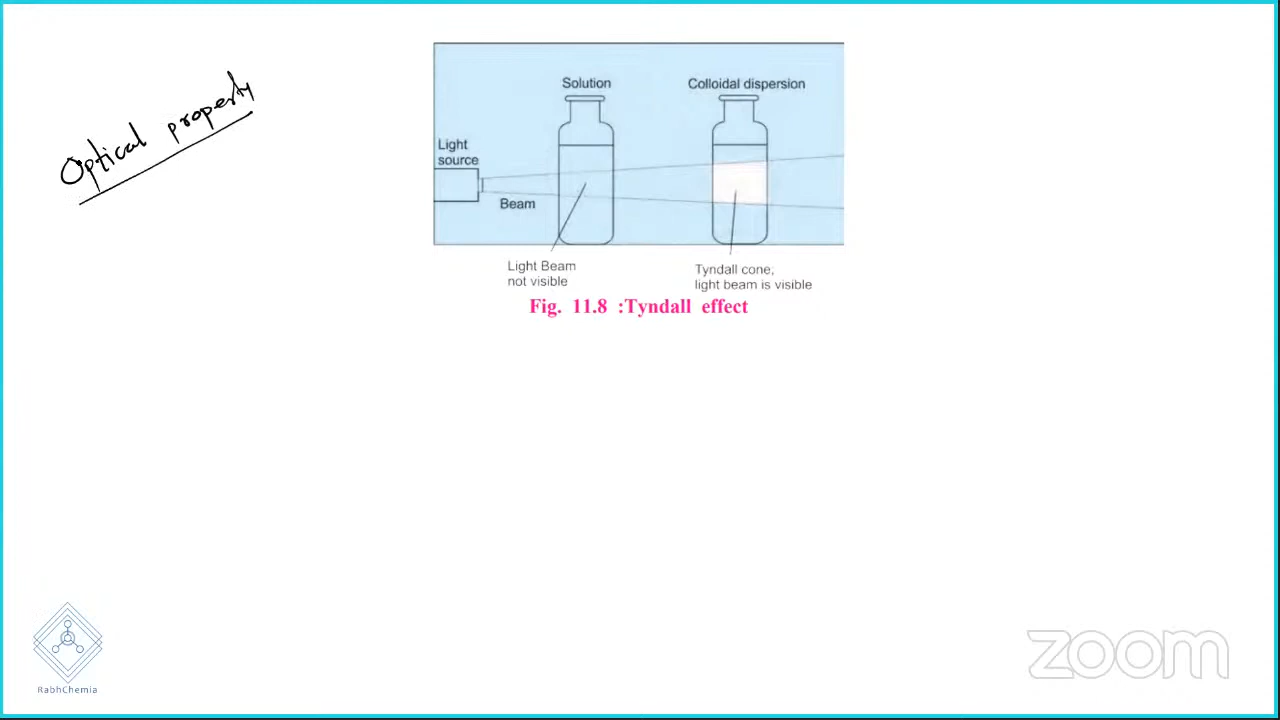 Optical property
Solution
Colloidal dispersion
Light
source
Beam
Light Beam
not visible
Tyndall cone,
light beam is visible
Fig. 11.8 :Tyndall effect
RabhChemia
zoom